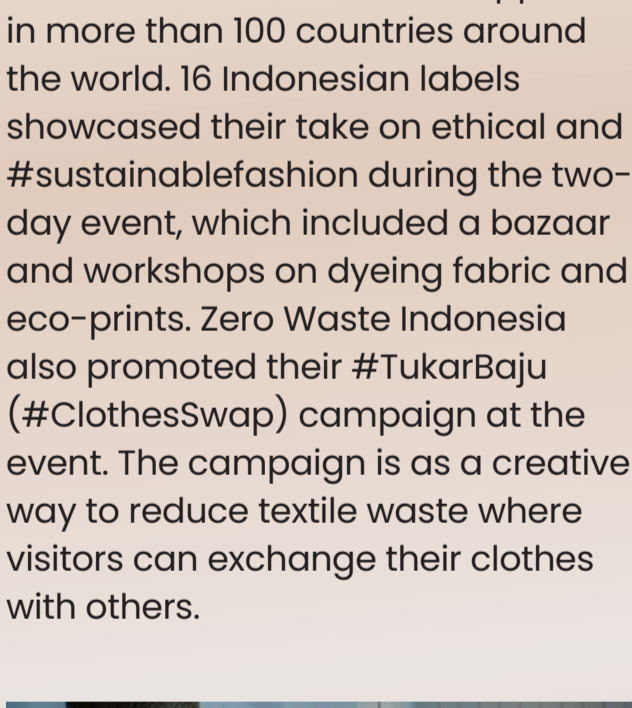 in more than 100 countries around
the world. 16 Indonesian labels
showcased their take on ethical and
#sustainablefashion during the two-
day event, which included a bazaar
and workshops on dyeing fabric and
eco-prints. Zero Waste Indonesia
also promoted their #TukarBaju
(#ClothesSwap) campaign at the
event. The campaign is as a creative
way to reduce textile waste where
visitors can exchange their clothes
with others.